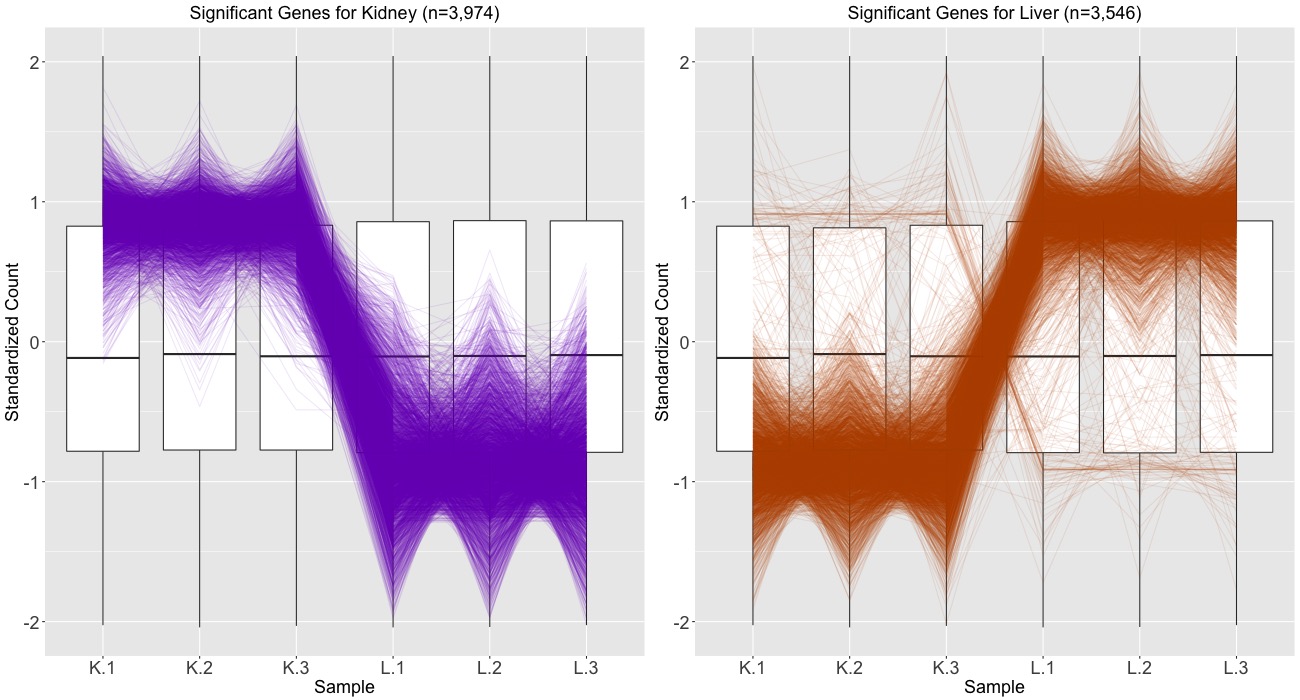 Significant Genes for Kidney (n=3,974)
Standardized Count
2
1
0
-1
-2
K.1 K.2 K.3 L.1 L.2 L.3
Sample
Significant Genes for Liver (n=3,546)
Standardized Count
2
1
0
-1
-2
K.1 K.2 K.3 L.1 L.2 L.3
Sample